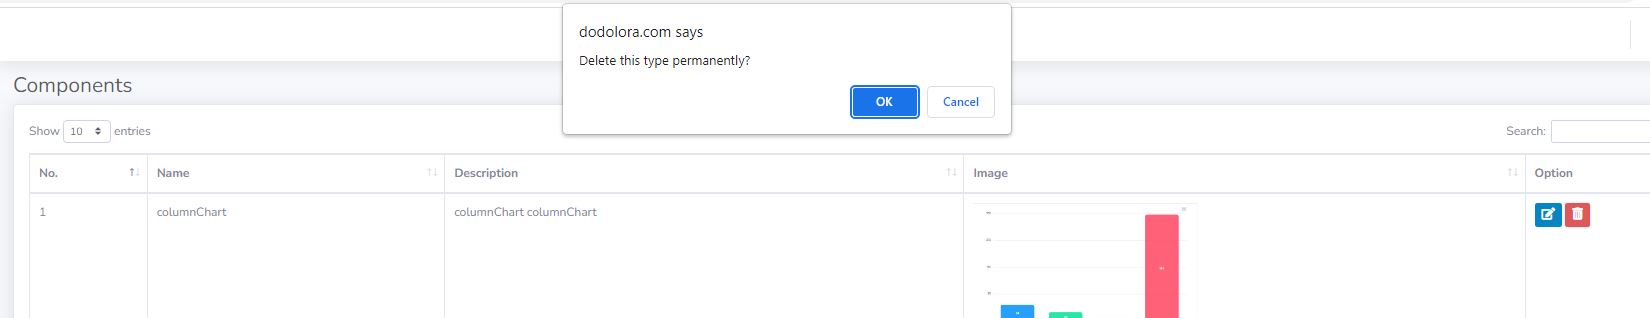 dodolora.com says
Delete this type permanently?
OK Cancel
Components
Show 10 entries
Search:
No. Name Description Image Option
1 columnChart columnChart columnChart